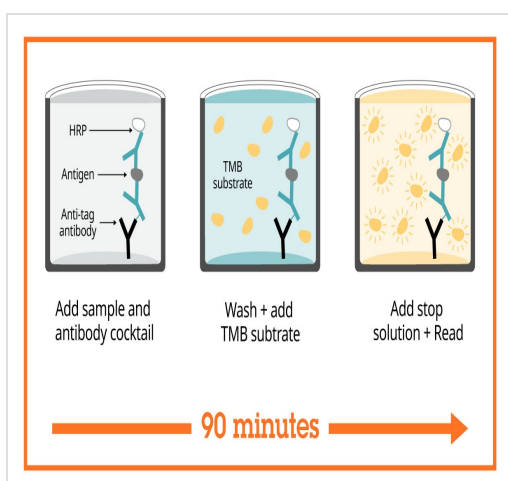 HRP
Antigen
Anti-tag
antibody
TMB
substrate
Add sample and
antibody cocktail
Wash + add
TMB subtrate
Add stop
solution + Read
90 minutes